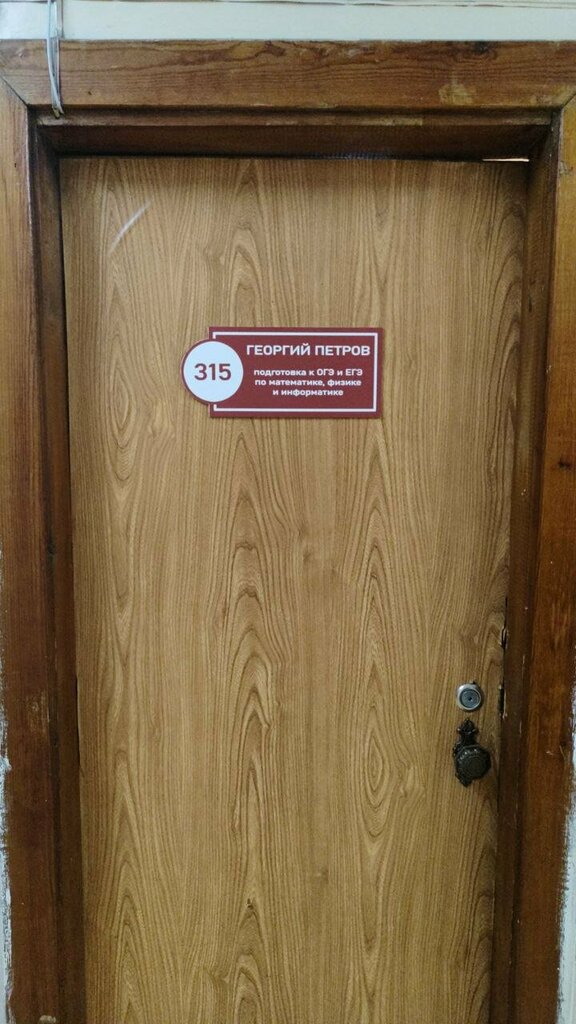 315
ГЕОРГИЙ ПЕТРОВ
подготовка к ОГЭ и ЕГЭ
по математике, физике
и информатике